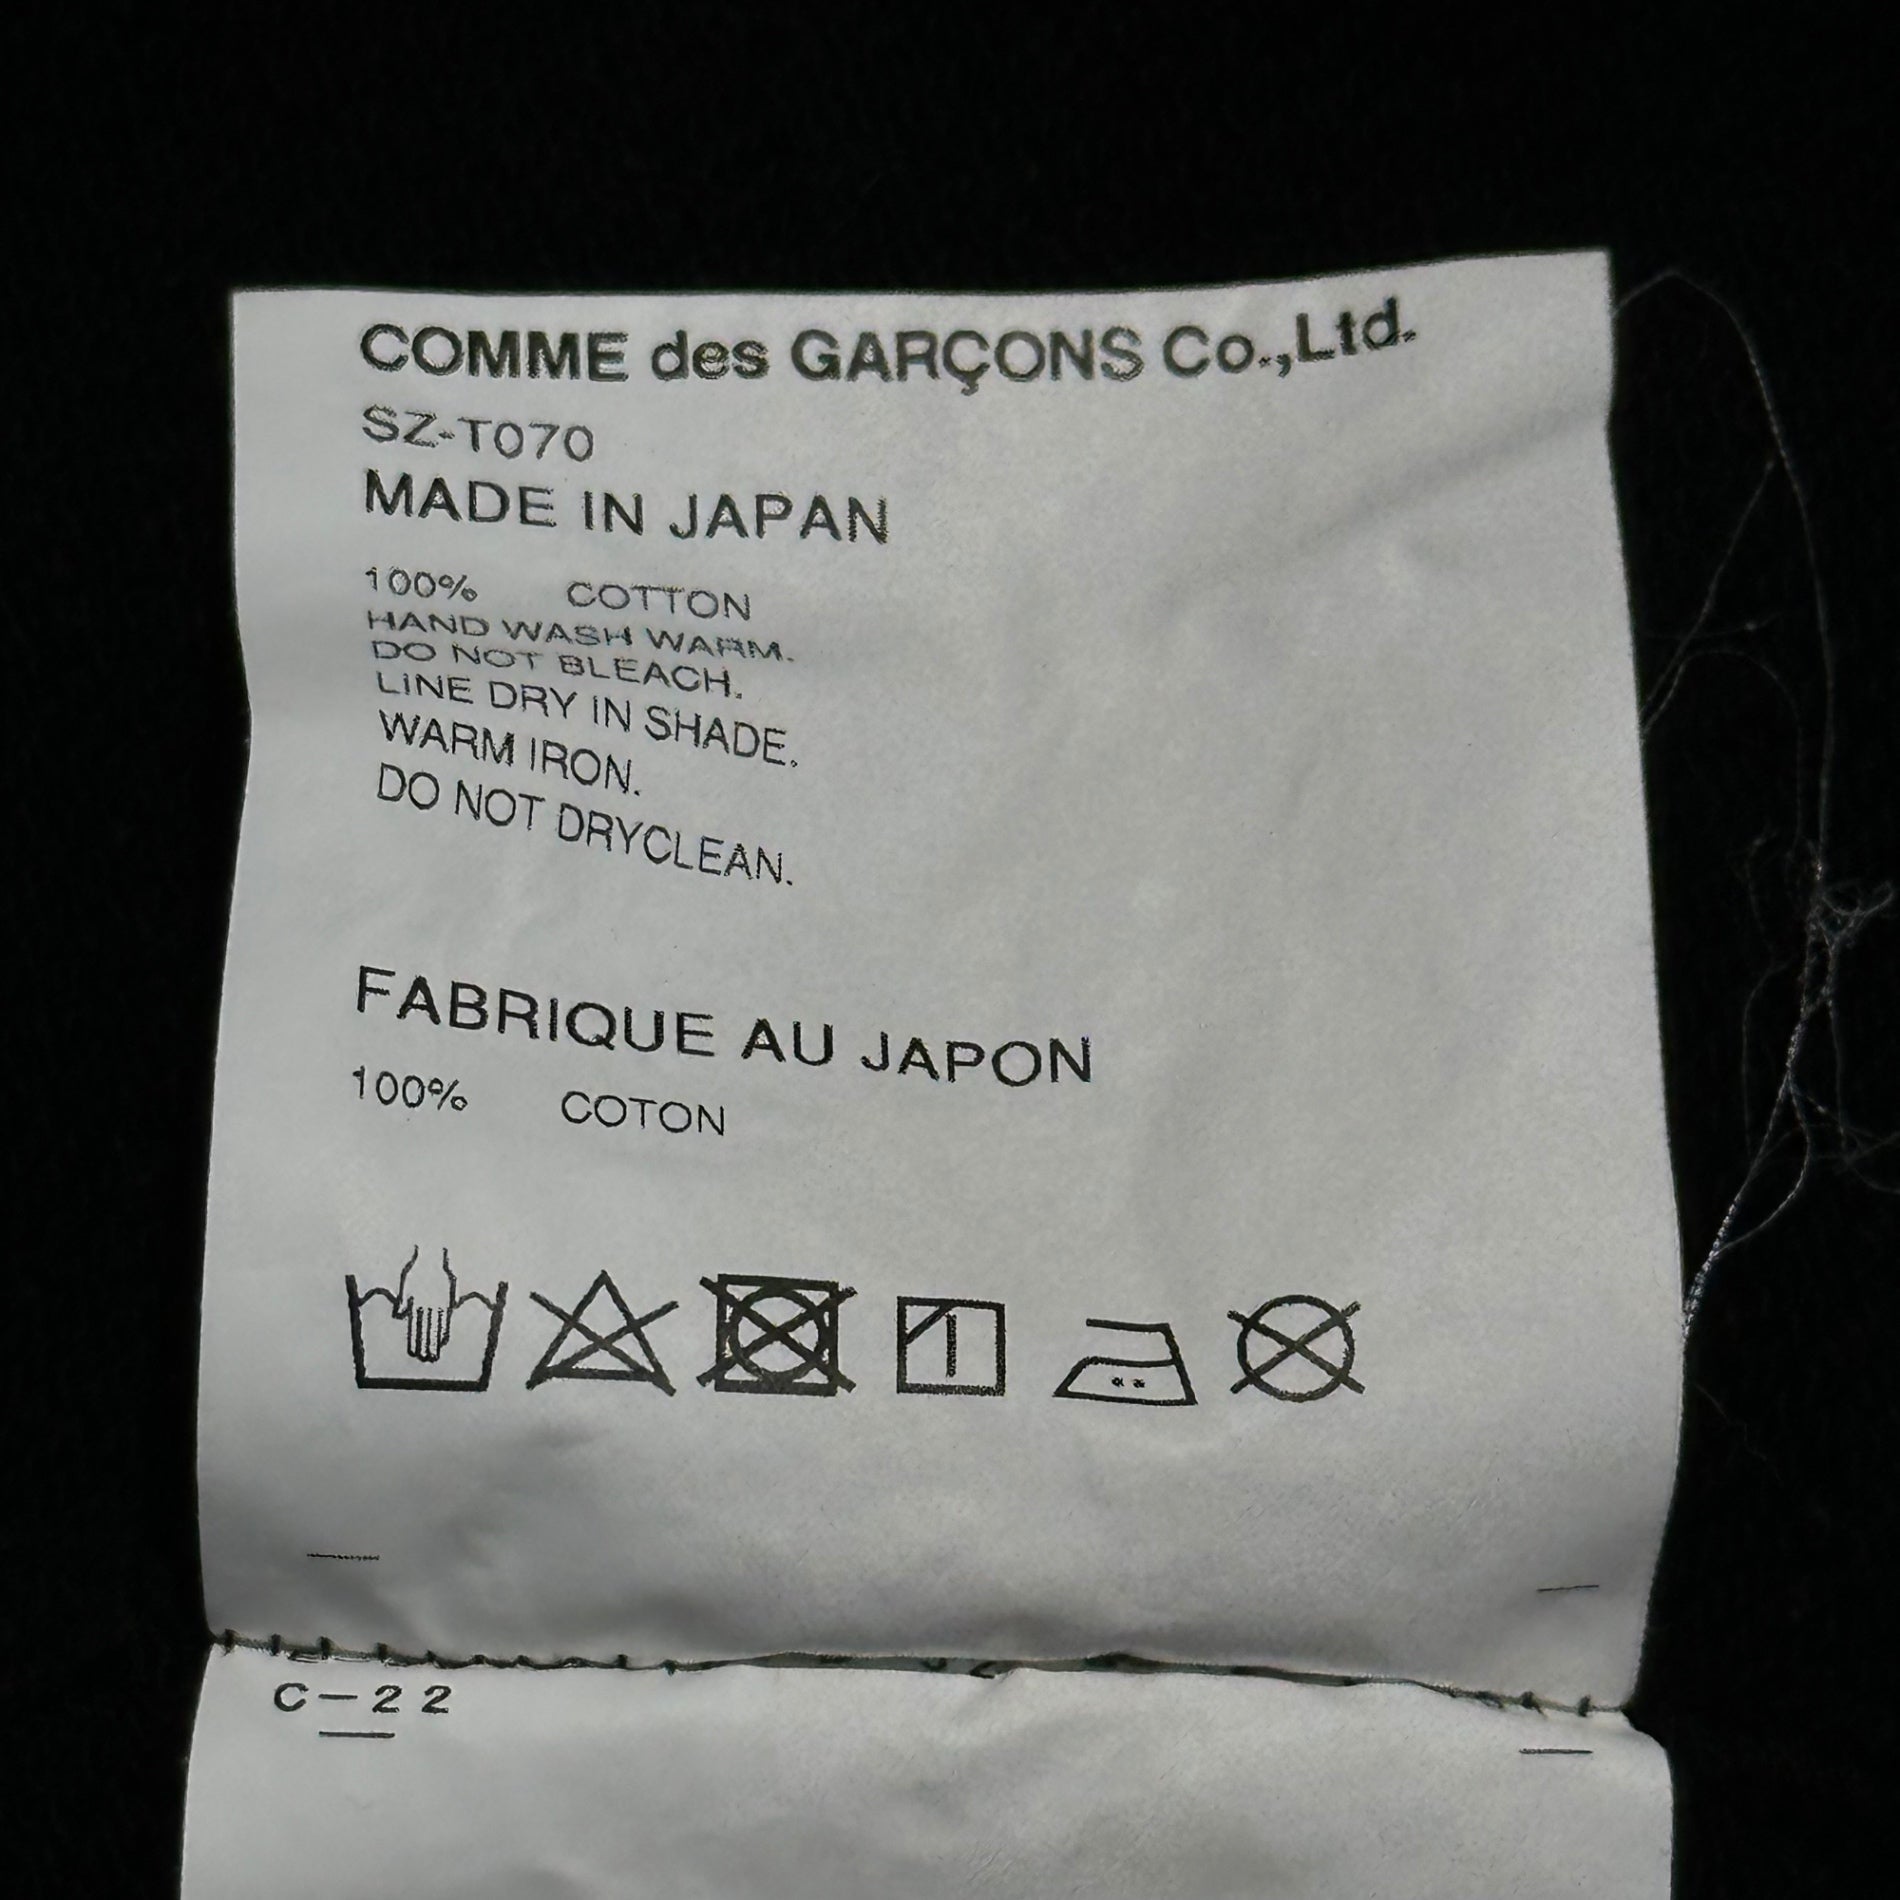 COMME des GARÇONS Co.,Ltd.
SZ-T070
MADE IN JAPAN
100% COTTON
HAND WASH WARM.
DO NOT BLEACH.
LINE DRY IN SHADE.
WARM IRON.
DO NOT DRYCLEAN.
FABRIQUE AU JAPON
100% COTON
C-22